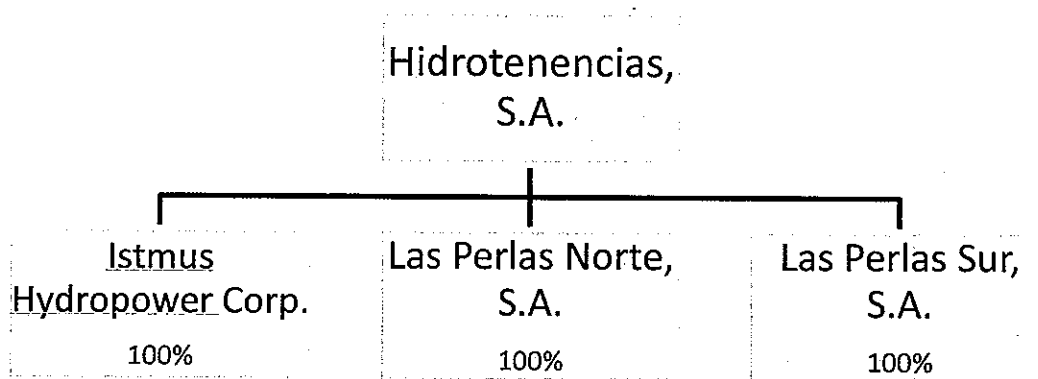 Hidrotenencias,
S.A.
Istmus
Hydropower Corp.
100%
Las Perlas Norte,
S.A.
100%
Las Perlas Sur,
S.A.
100%